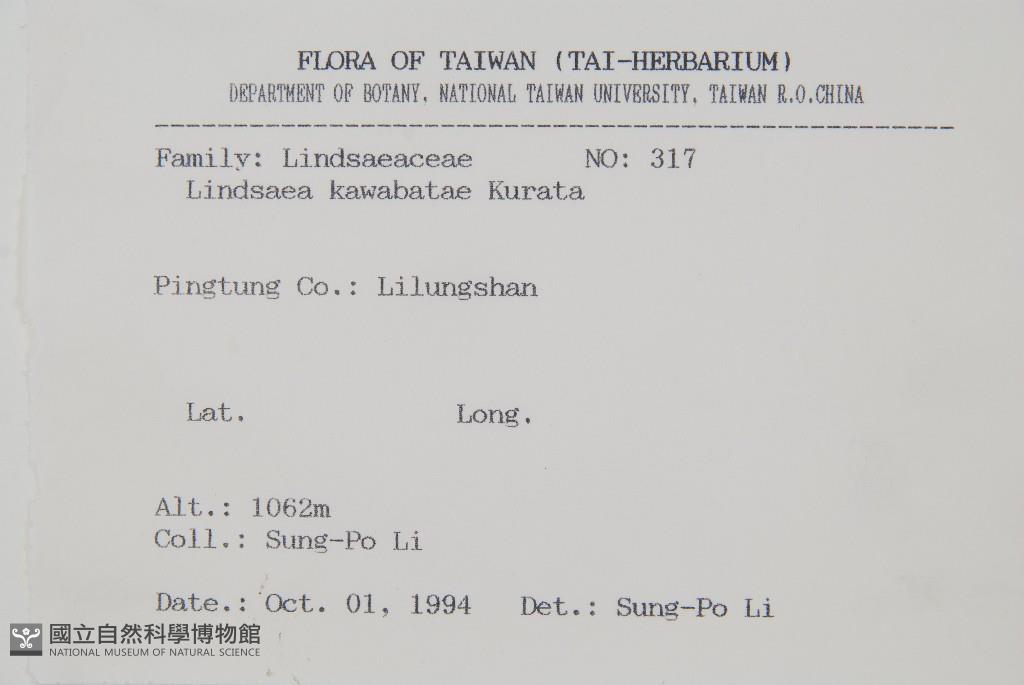 FLORA OF TAIWAN (TAI-HERBARIUM)
DEPARTMENT OF BOTANY, NATIONAL TAIWAN UNIVERSITY, TAIWAN R.O.CHINA
Family: Lindsaeaceae NO: 317
Lindsaea kawabatae Kurata
Pingtung Co.: Lilungshan
Lat. Long.
Alt.: 1062m
Coll.: Sung-Po Li
Date.: Oct. 01, 1994 Det.: Sung-Po Li
國立自然科學博物館
NATIONAL MUSEUM OF NATURAL SCIENCE